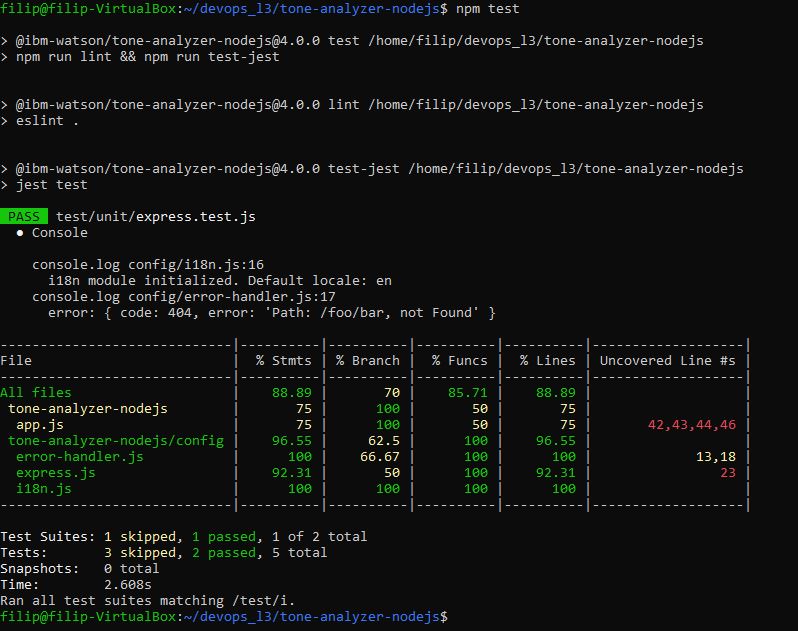 filip@filip-VirtualBox:~/devops_l3/tone-analyzer-nodejs$ npm test

> @ibm-watson/tone-analyzer-nodejs@4.0.0 test /home/filip/devops_l3/tone-analyzer-nodejs
> npm run lint && npm run test-jest

> @ibm-watson/tone-analyzer-nodejs@4.0.0 lint /home/filip/devops_l3/tone-analyzer-nodejs
> eslint .

> @ibm-watson/tone-analyzer-nodejs@4.0.0 test-jest /home/filip/devops_l3/tone-analyzer-nodejs
> jest test

PASS test/unit/express.test.js
  ● Console

    console.log config/i18n.js:16
      i18n module initialized. Default locale: en
    console.log config/error-handler.js:17
      error: { code: 404, error: 'Path: /foo/bar, not Found' }

-----------------------------|----------|----------|----------|----------|-------------------|
File                         |  % Stmts | % Branch |  % Funcs |  % Lines | Uncovered Line #s |
-----------------------------|----------|----------|----------|----------|-------------------|
All files                    |    88.89 |       70 |    85.71 |    88.89 |                   |
 tone-analyzer-nodejs        |       75 |      100 |       50 |       75 |                   |
  app.js                     |       75 |      100 |       50 |       75 |       42,43,44,46 |
 tone-analyzer-nodejs/config |    96.55 |     62.5 |      100 |    96.55 |                   |
  error-handler.js           |      100 |    66.67 |      100 |      100 |             13,18 |
  express.js                 |    92.31 |       50 |      100 |    92.31 |                23 |
  i18n.js                    |      100 |      100 |      100 |      100 |                   |
-----------------------------|----------|----------|----------|----------|-------------------|

Test Suites: 1 skipped, 1 passed, 1 of 2 total
Tests:       3 skipped, 2 passed, 5 total
Snapshots:   0 total
Time:        2.608s
Ran all test suites matching /test/i.
filip@filip-VirtualBox:~/devops_l3/tone-analyzer-nodejs$